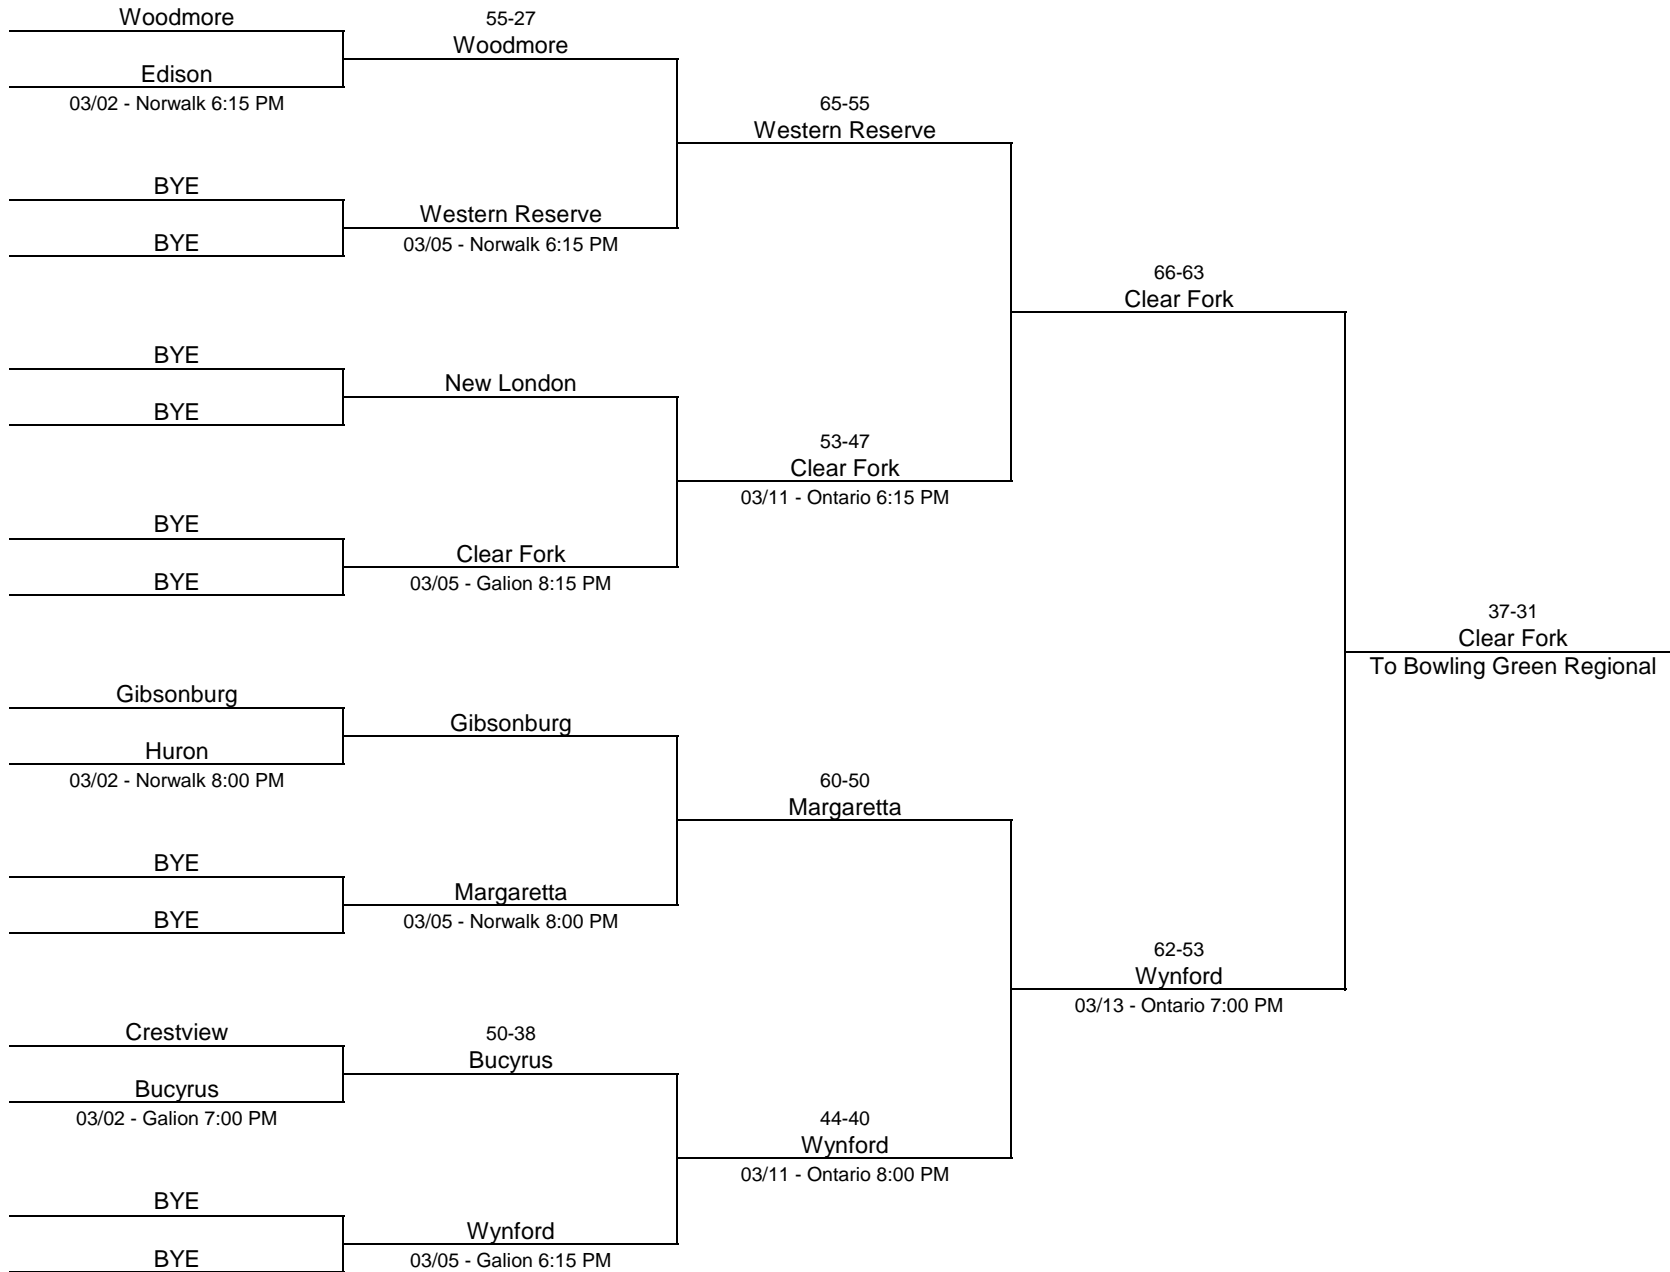 Woodmore
Edison
03/02 - Norwalk 6:15 PM
BYE
BYE
BYE
BYE
BYE
BYE
Gibsonburg
Huron
03/02 - Norwalk 8:00 PM
BYE
BYE
Crestview
Bucyrus
03/02 - Galion 7:00 PM
BYE
BYE
55-27
Woodmore
Western Reserve
03/05 - Norwalk 6:15 PM
New London
Clear Fork
03/05 - Galion 8:15 PM
Gibsonburg
Margaretta
03/05 - Norwalk 8:00 PM
50-38
Bucyrus
Wynford
03/05 - Galion 6:15 PM
65-55
Western Reserve
53-47
Clear Fork
03/11 - Ontario 6:15 PM
60-50
Margaretta
44-40
Wynford
03/11 - Ontario 8:00 PM
66-63
Clear Fork
62-53
Wynford
03/13 - Ontario 7:00 PM
37-31
Clear Fork
To Bowling Green Regional